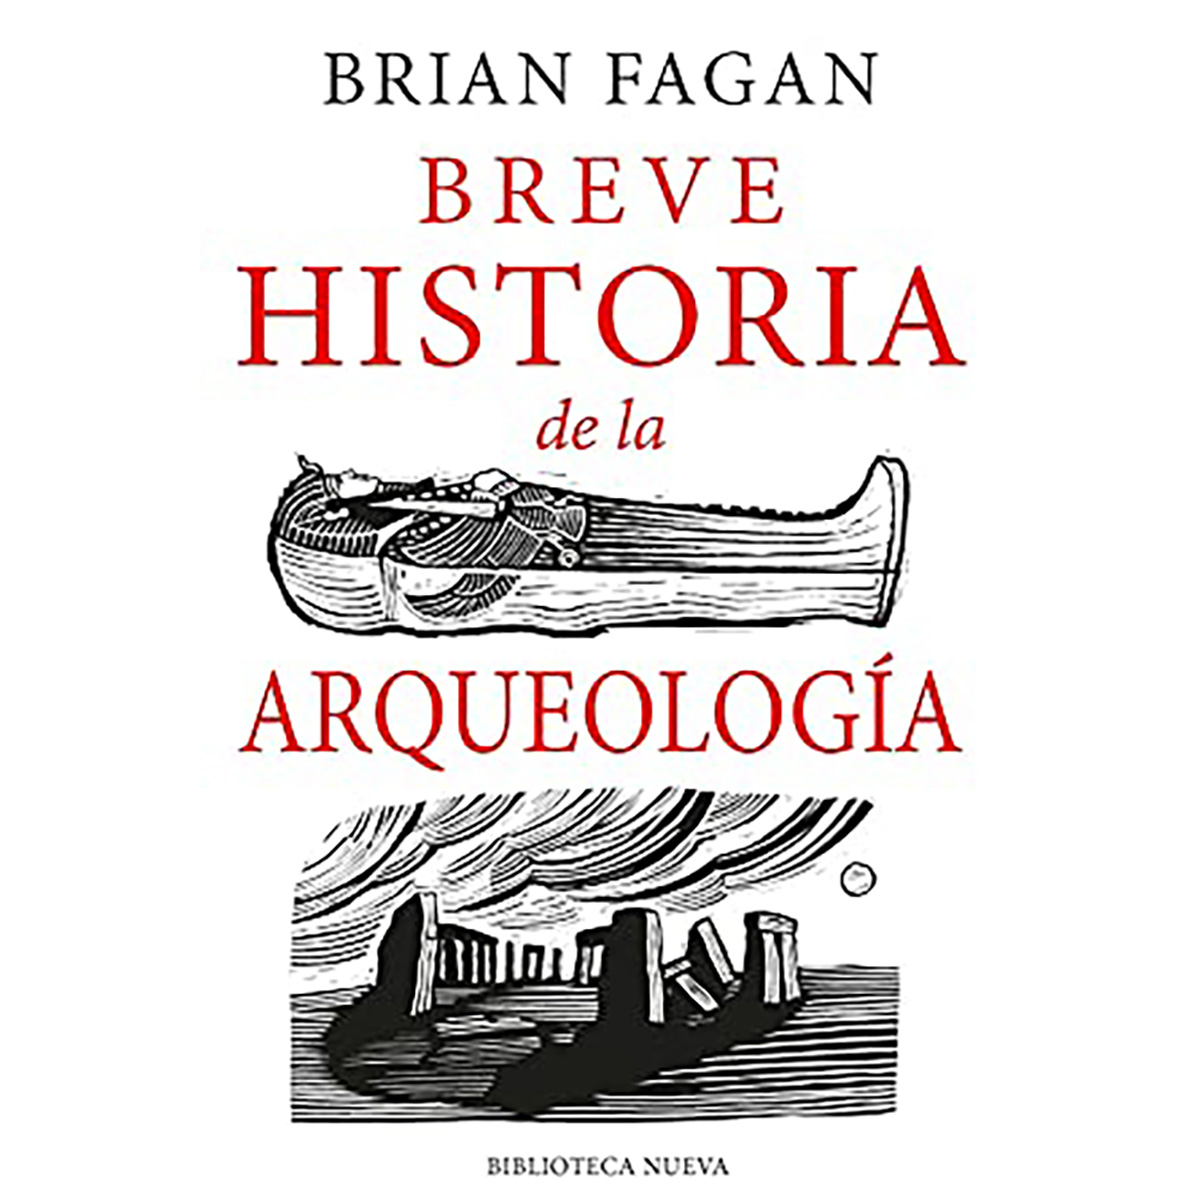 BRIAN FAGAN
BREVE
HISTORIA
de la
ARQUEOLOGÍA
BIBLIOTECA NUEVA